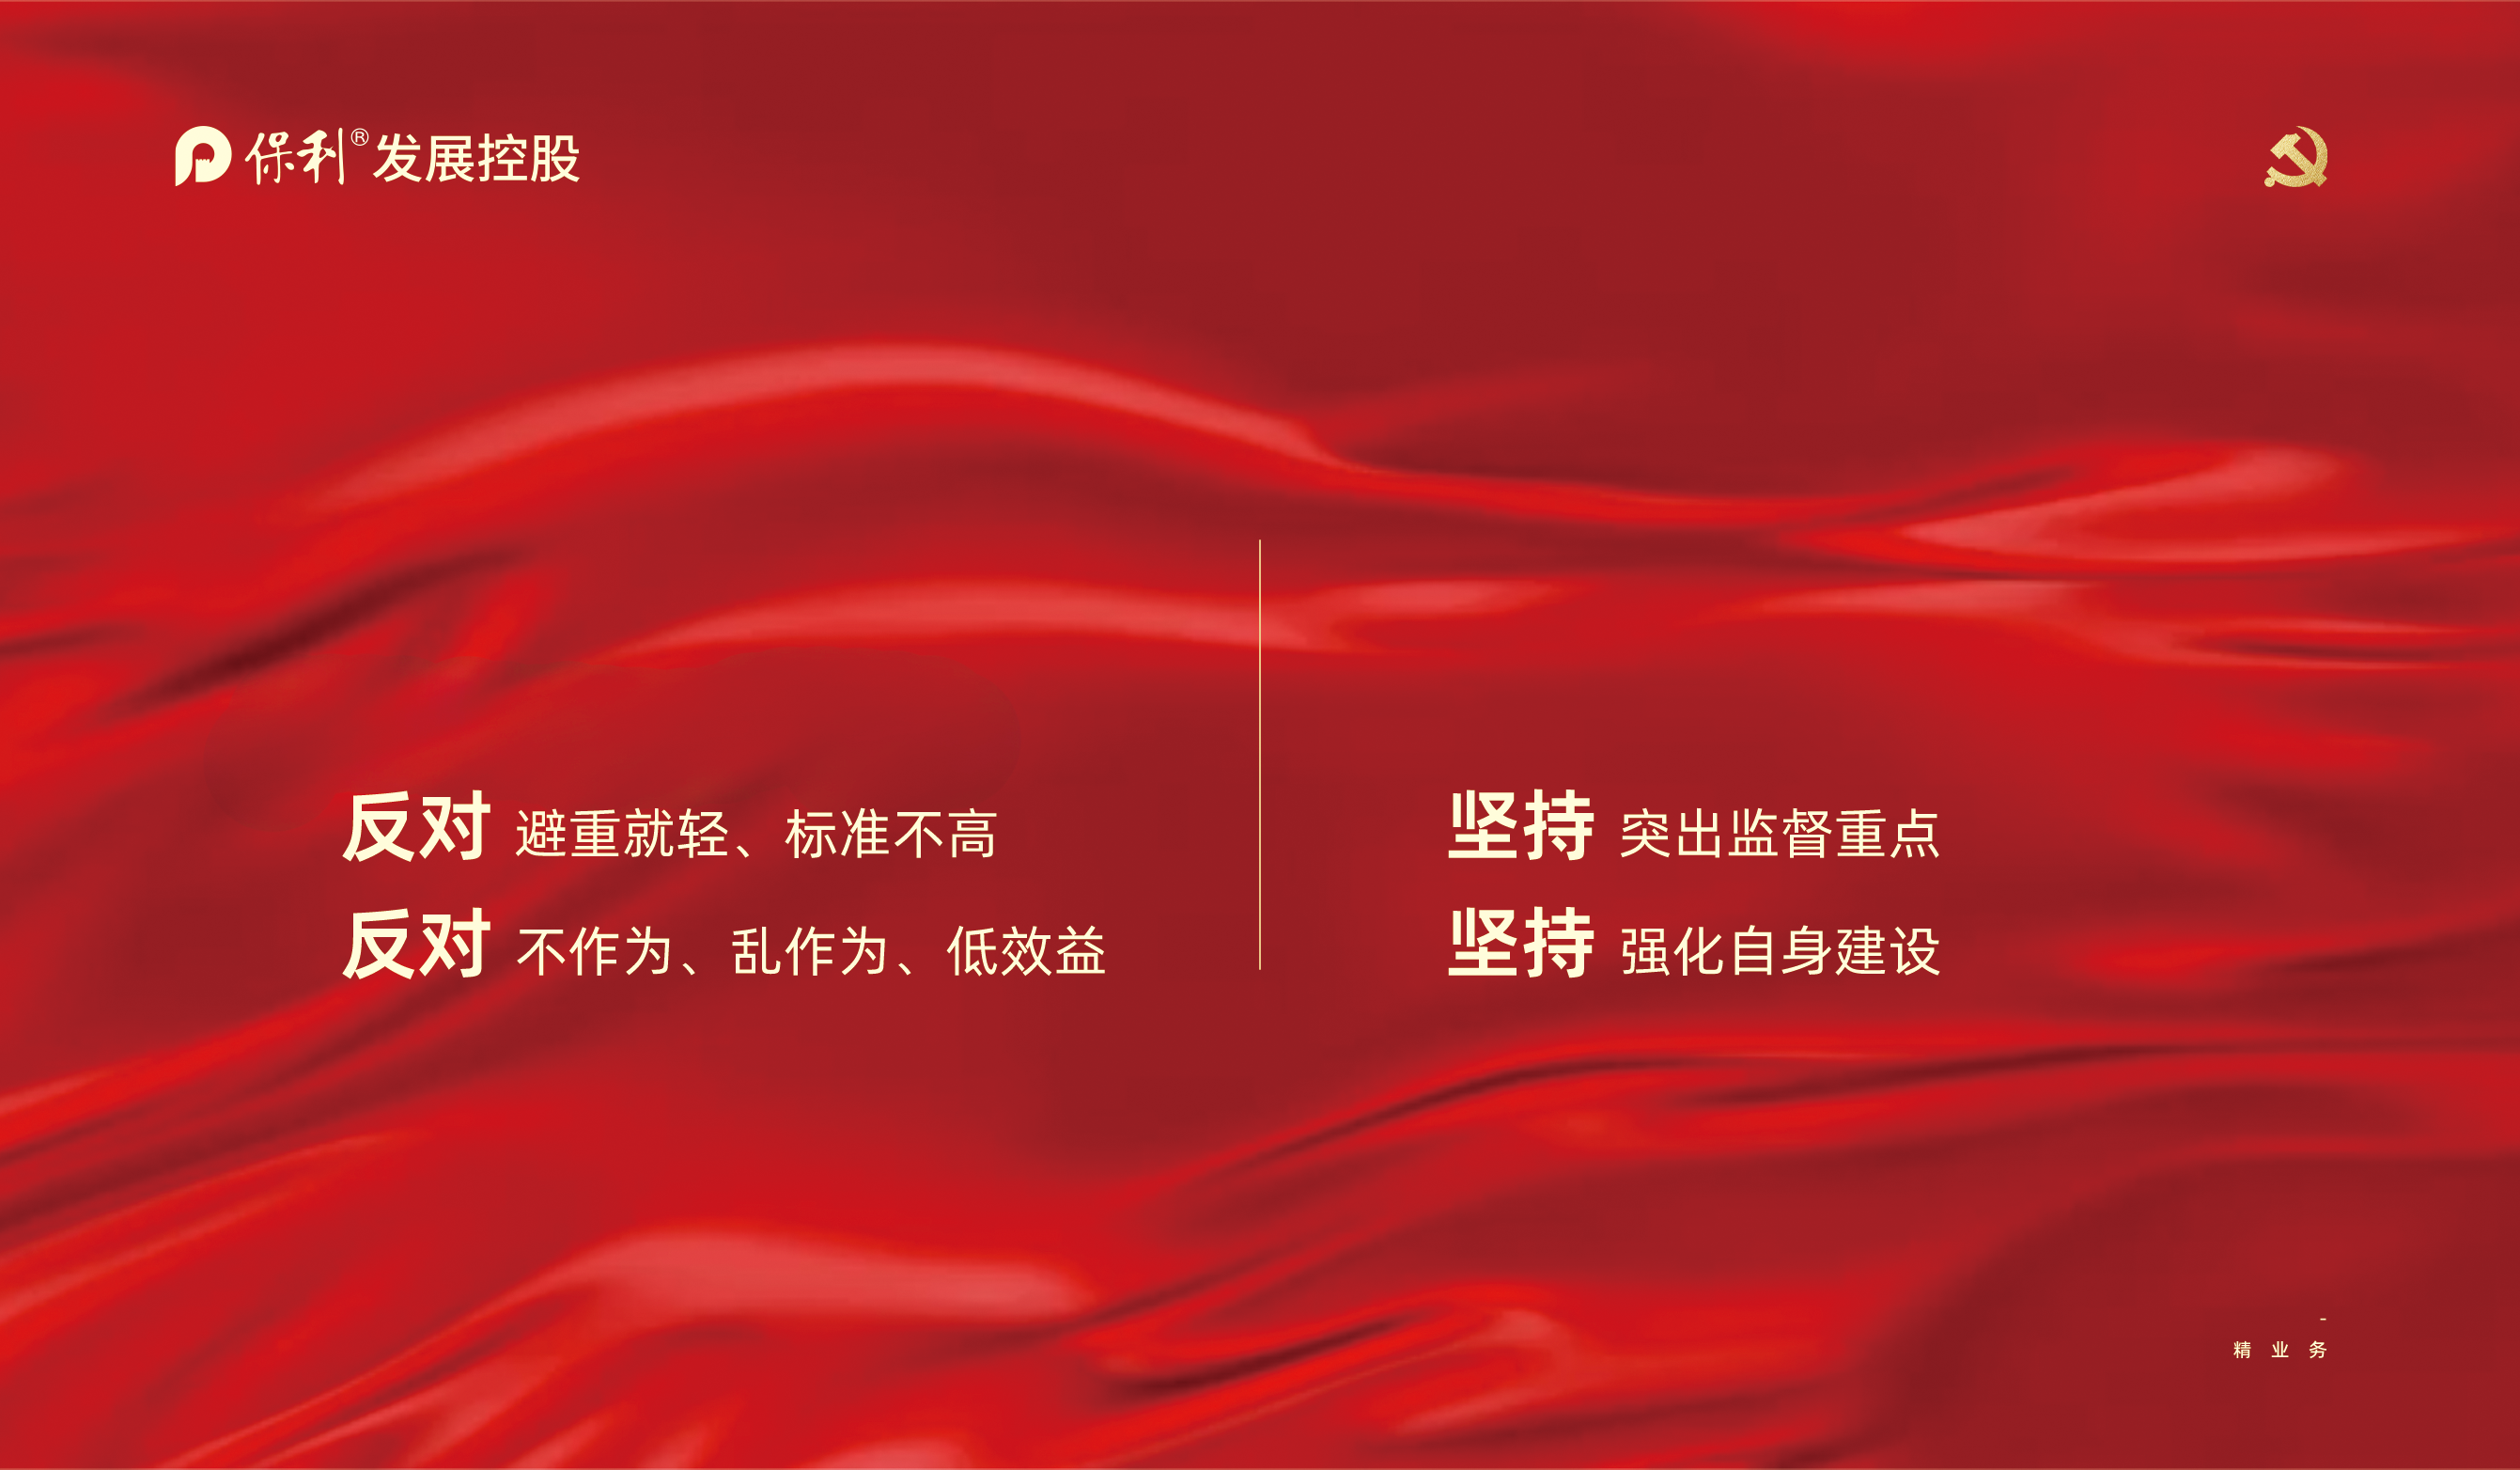 保利®发展控股
反对 避重就轻、标准不高
反对 不作为、乱作为、低效益
坚持 突出监督重点
坚持 强化自身建设
-
精业务